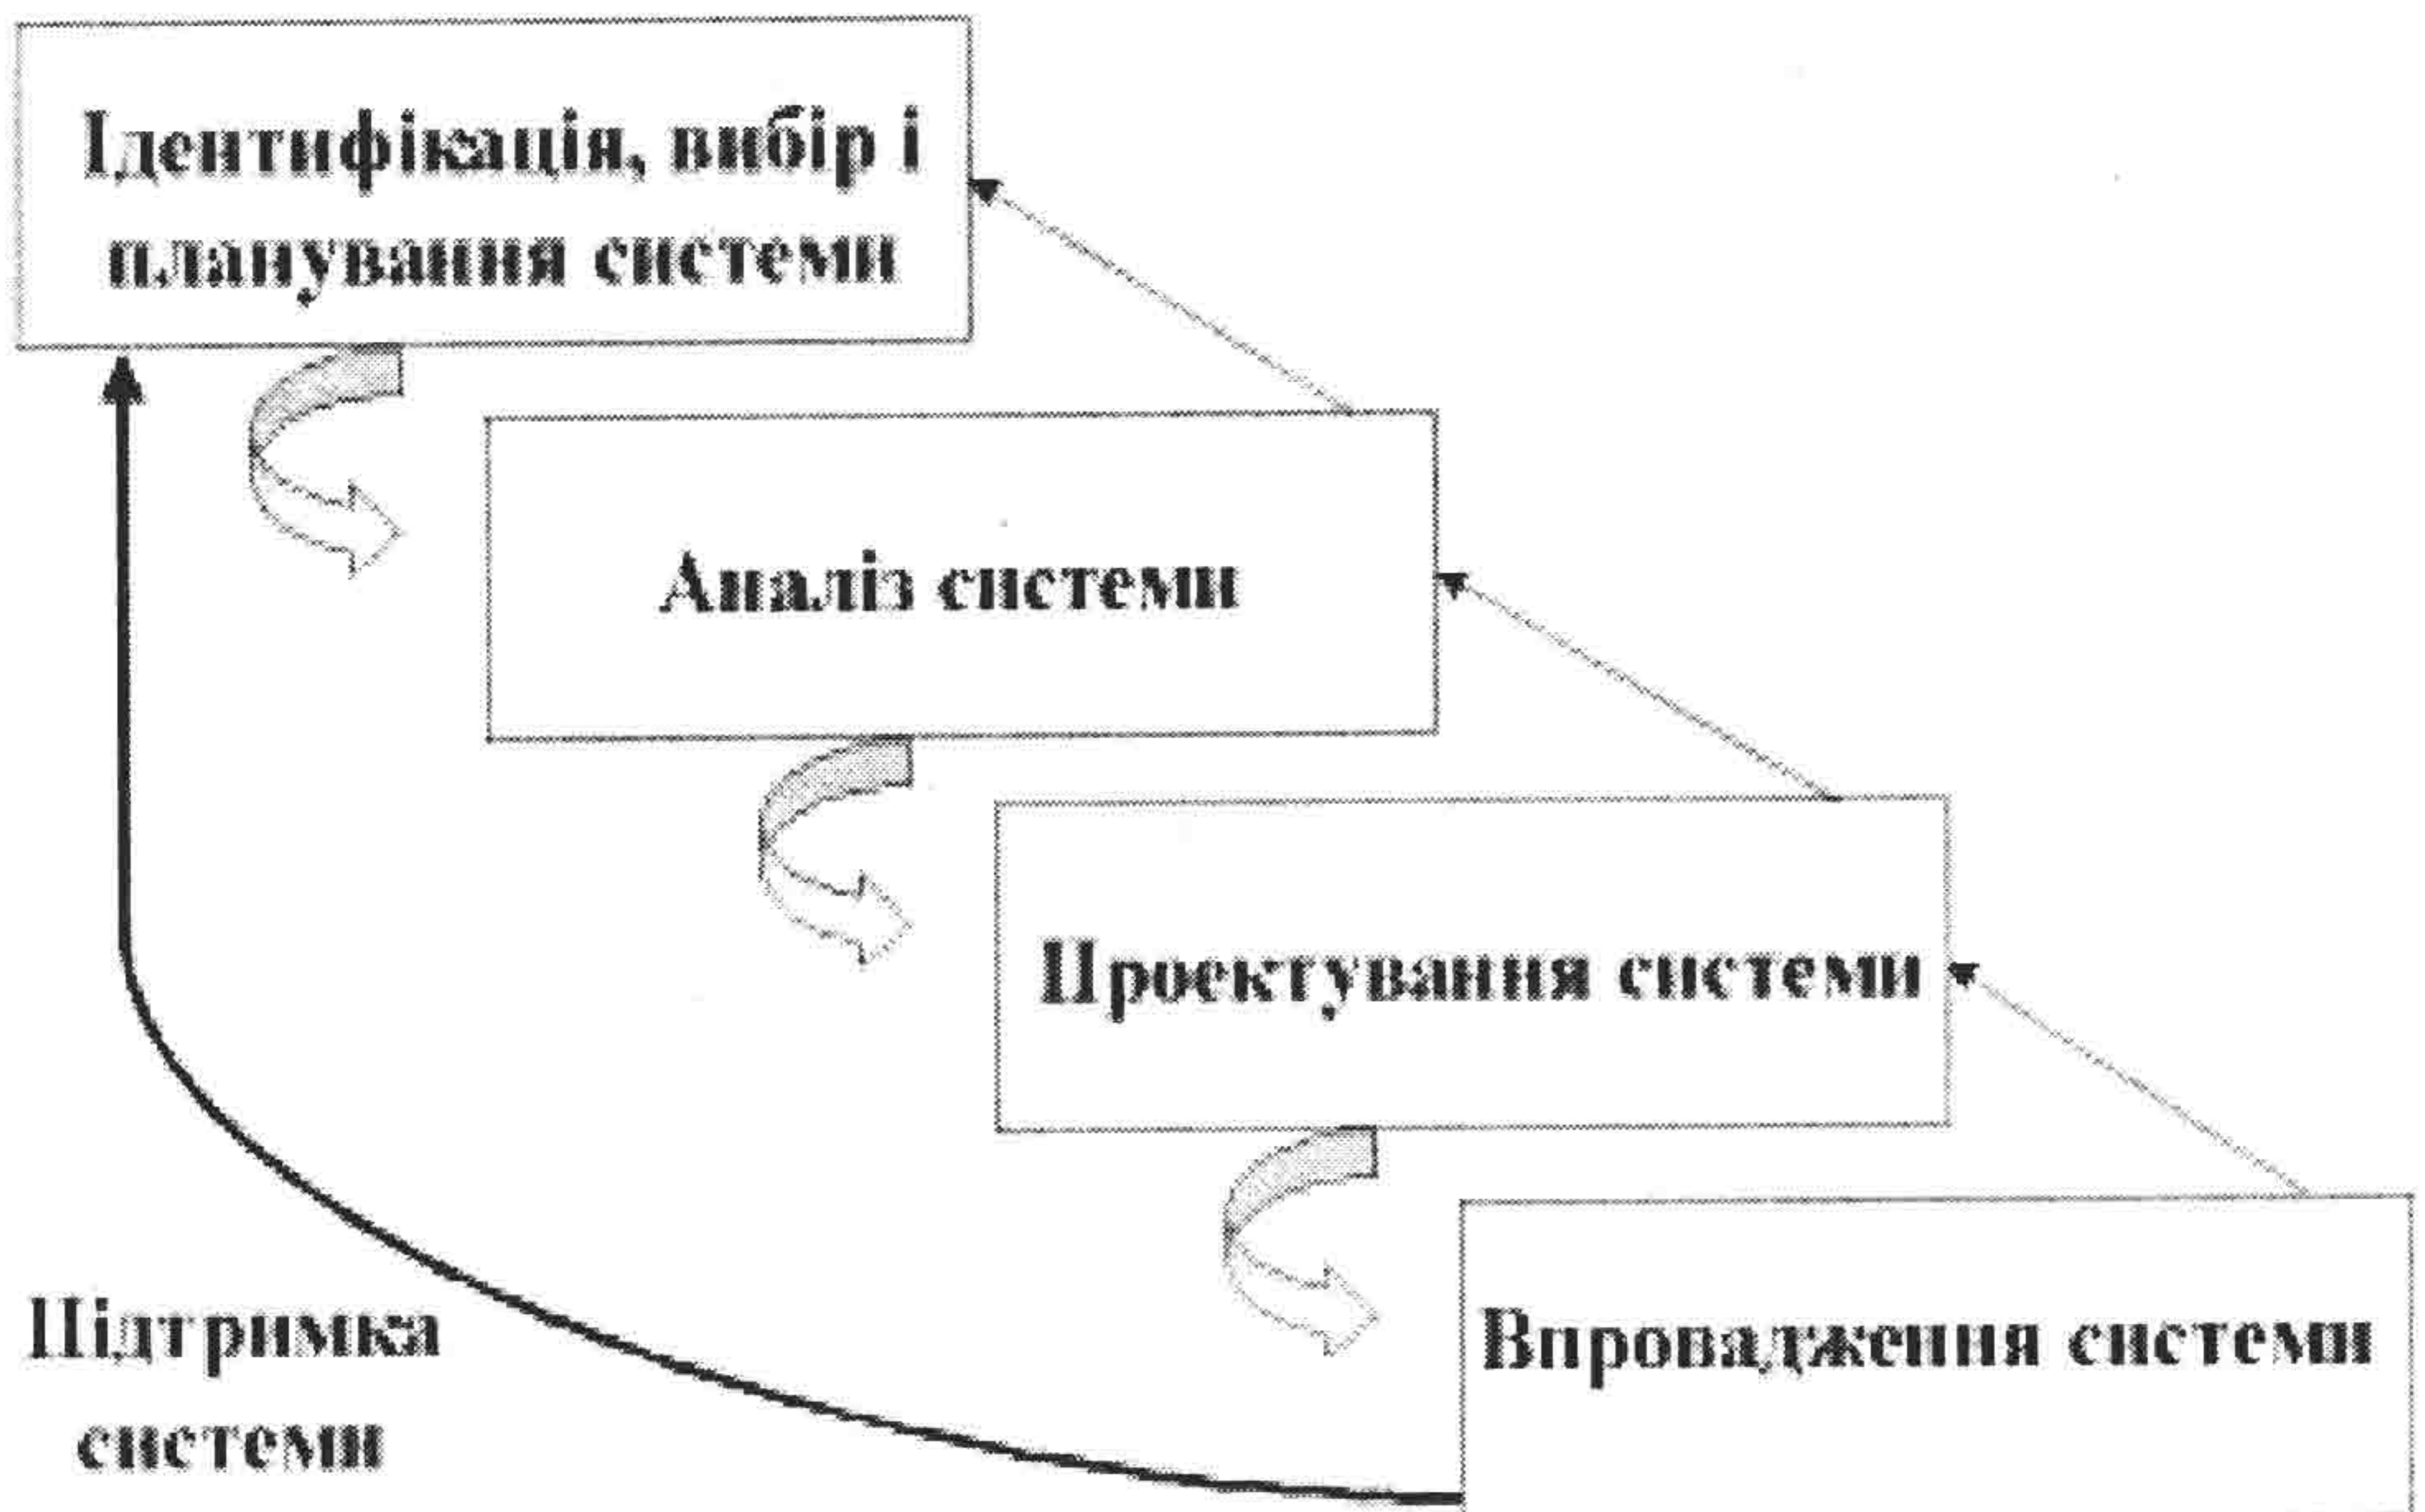 Ідентифікація, вибір і
планування системи
Аналіз системи
Проектування системи
Впровадження системи
Підтримка
системи